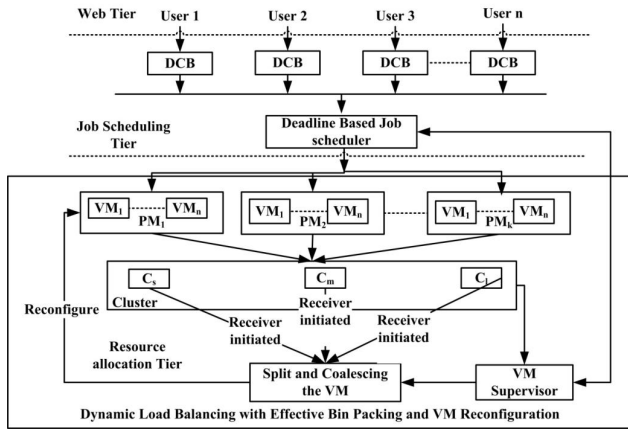 Web Tier
User 1
User 2
User 3
User n
DCB
DCB
DCB
DCB
Job Scheduling
Tier
Deadline Based Job
scheduler
VM1
VMn
PM1
VM1
VMn
PM2
VM1
VMn
PMk
Cs
Cm
Cl
Cluster
Reconfigure
Receiver
initiated
Receiver
initiated
Receiver
initiated
Resource
allocation Tier
Split and Coalescing
the VM
VM
Supervisor
Dynamic Load Balancing with Effective Bin Packing and VM Reconfiguration